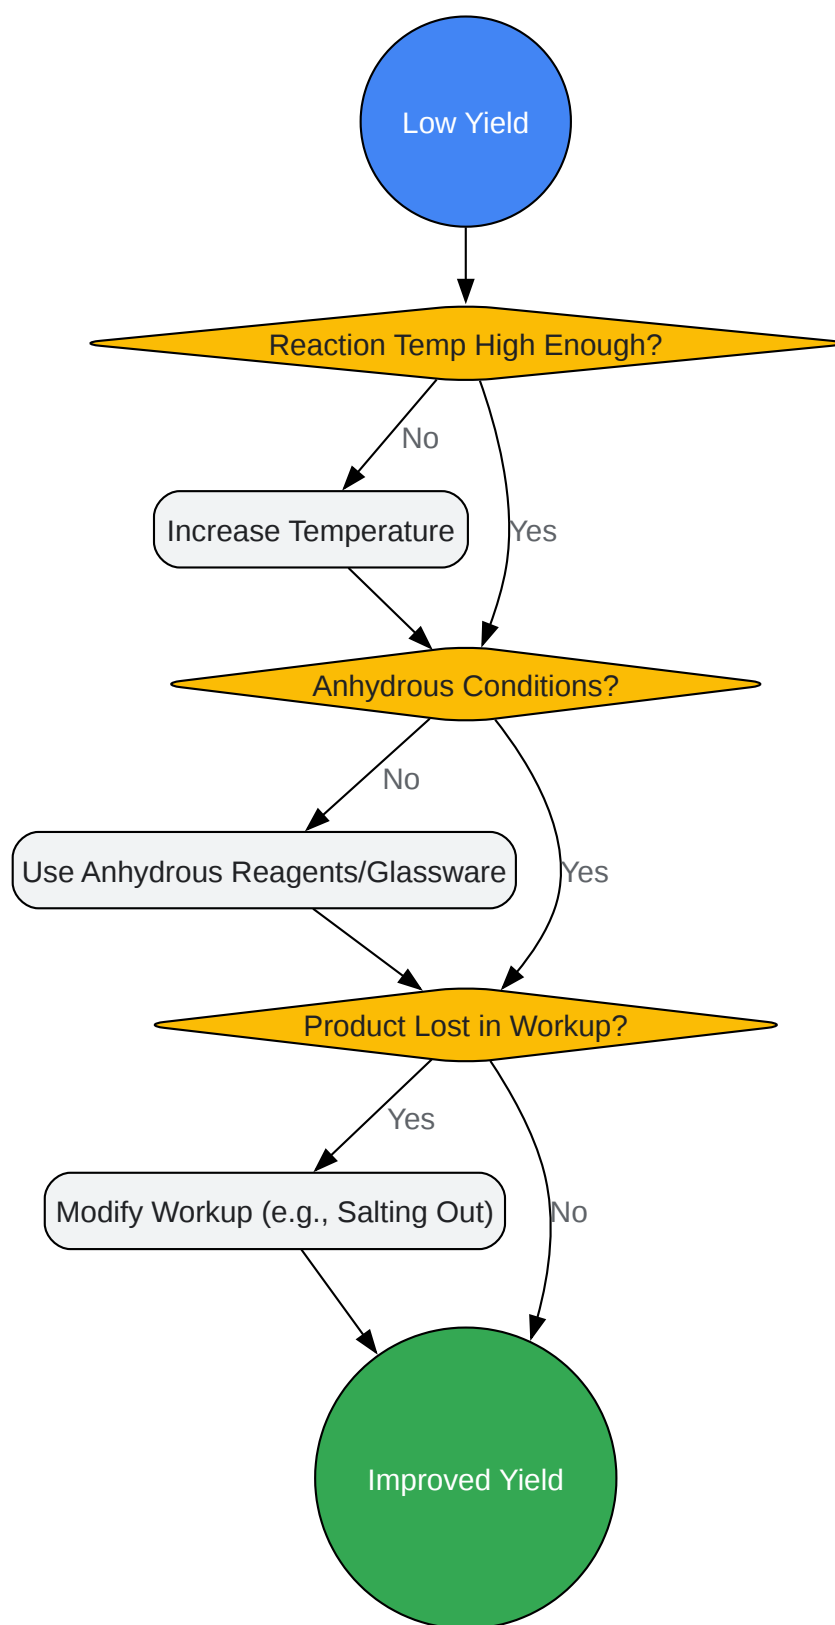 Low Yield
Reaction Temp High Enough?
No
Increase Temperature
Yes
Anhydrous Conditions?
No
Use Anhydrous Reagents/Glassware
Yes
Product Lost in Workup?
Yes
Modify Workup (e.g., Salting Out)
No
Improved Yield